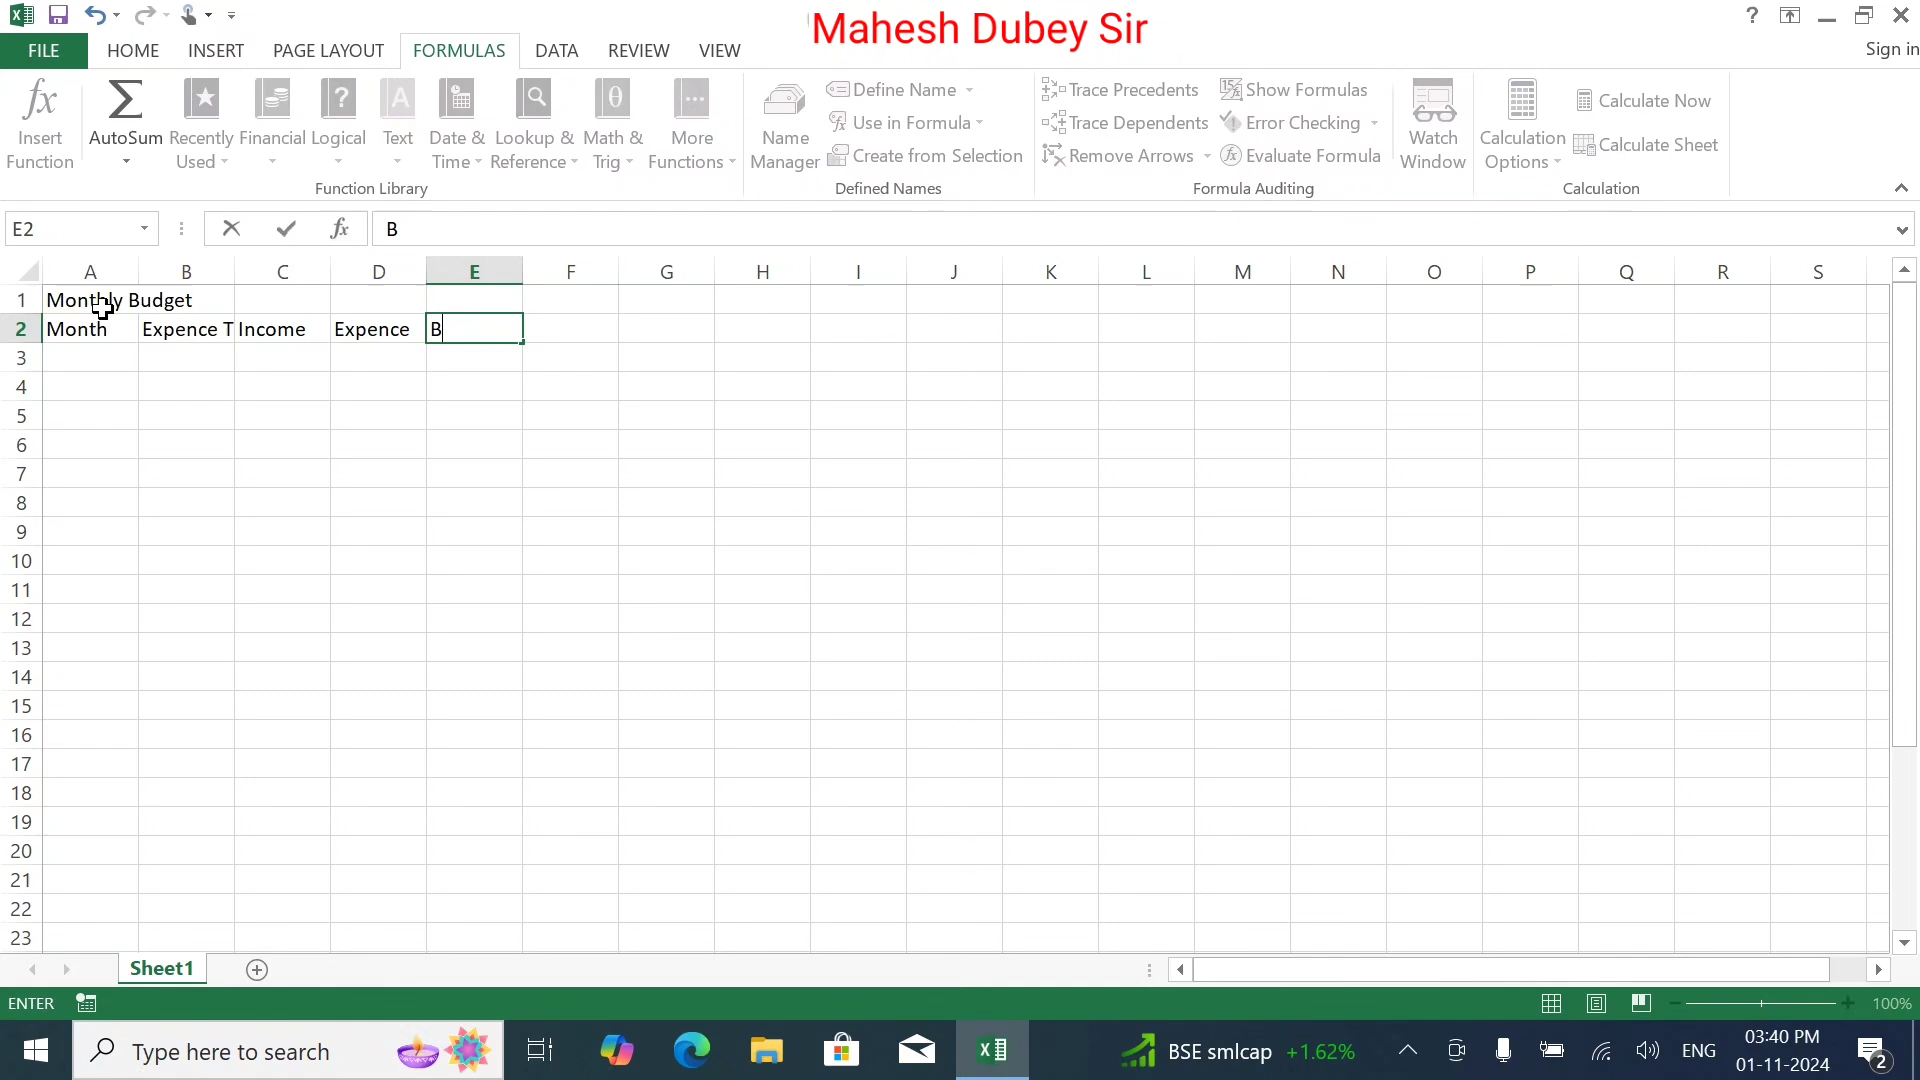 Mahesh Dubey Sir
Sign in
FILE HOME INSERT PAGE LAYOUT FORMULAS DATA REVIEW VIEW
fx Insert Function
AutoSum
Recently Used
Financial
Logical
Text
Date & Time
Lookup & Reference
Math & Trig
More Functions
Function Library
Name Manager
Define Name
Use in Formula
Create from Selection
Defined Names
Trace Precedents
Trace Dependents
Remove Arrows
Show Formulas
Error Checking
Evaluate Formula
Formula Auditing
Watch Window
Calculation Options
Calculate Now
Calculate Sheet
Calculation
E2 fx B
A B C D E F G H I J K L M N O P Q R S
1 Monthly Budget
2 Month Expence T Income Expence B
3
4
5
6
7
8
9
10
11
12
13
14
15
16
17
18
19
20
21
22
23
Sheet1
ENTER 100%
Type here to search
BSE smlcap +1.62%
ENG
03:40 PM
01-11-2024
2